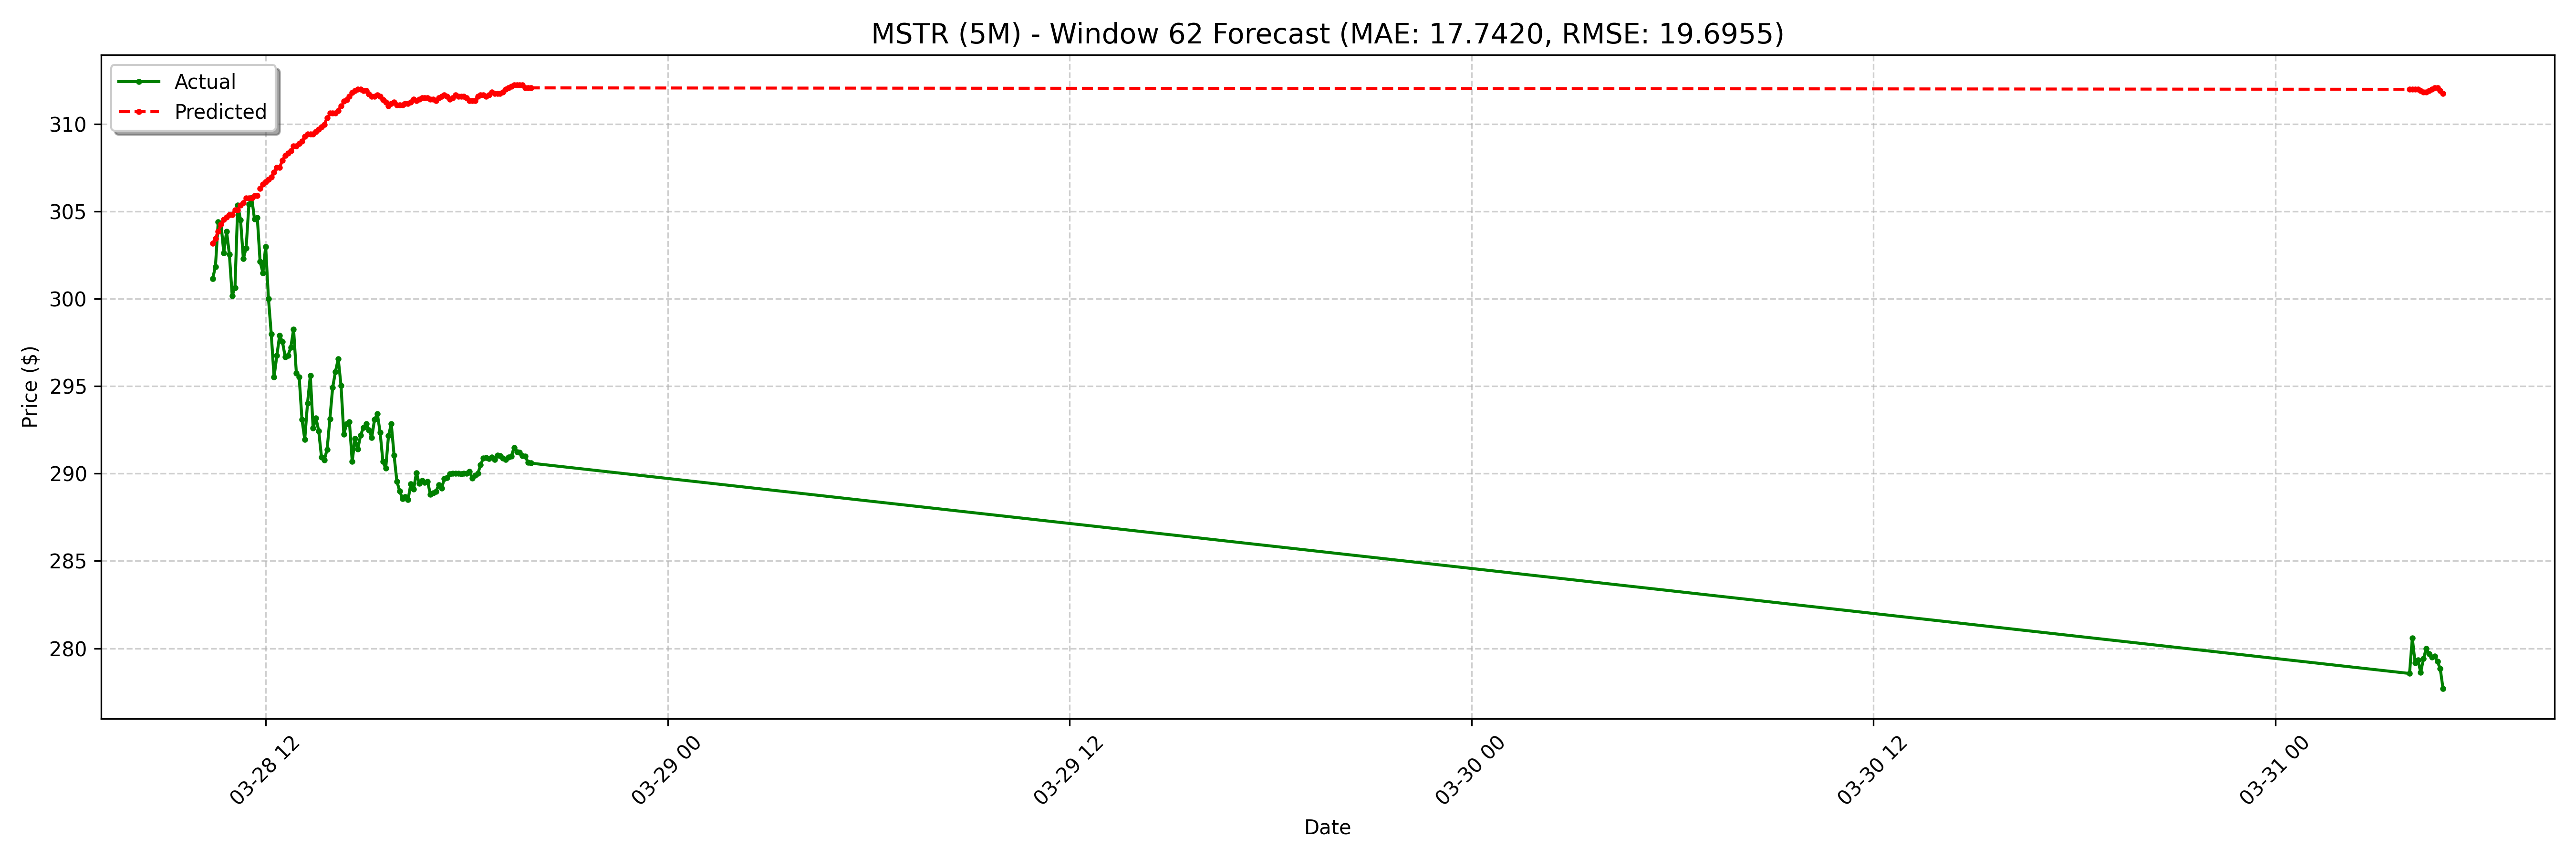 MSTR (5M) - Window 62 Forecast (MAE: 17.7420, RMSE: 19.6955)
Actual
Predicted
310
305
300
295
290
285
280
Price ($)
03-28 12
03-29 00
03-29 12
03-30 00
03-30 12
03-31 00
Date